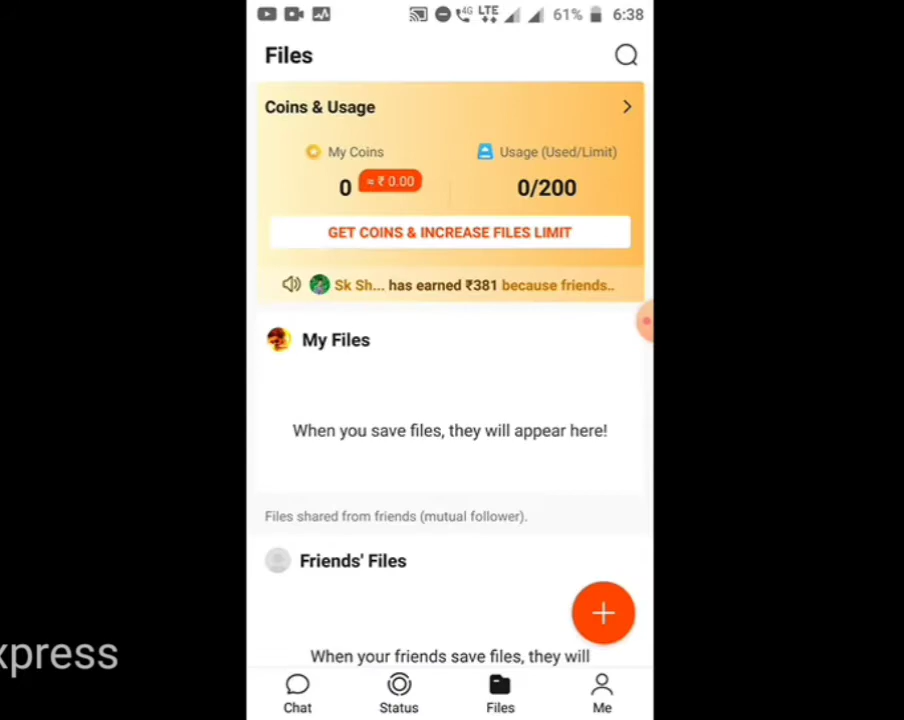 4G LTE 61% 6:38
Files
Coins & Usage
My Coins Usage (Used/Limit)
0 ≈ ₹ 0.00 0/200
GET COINS & INCREASE FILES LIMIT
Sk Sh... has earned ₹381 because friends..
My Files
When you save files, they will appear here!
Files shared from friends (mutual follower).
Friends' Files
When your friends save files, they will
xpress
Chat Status Files Me